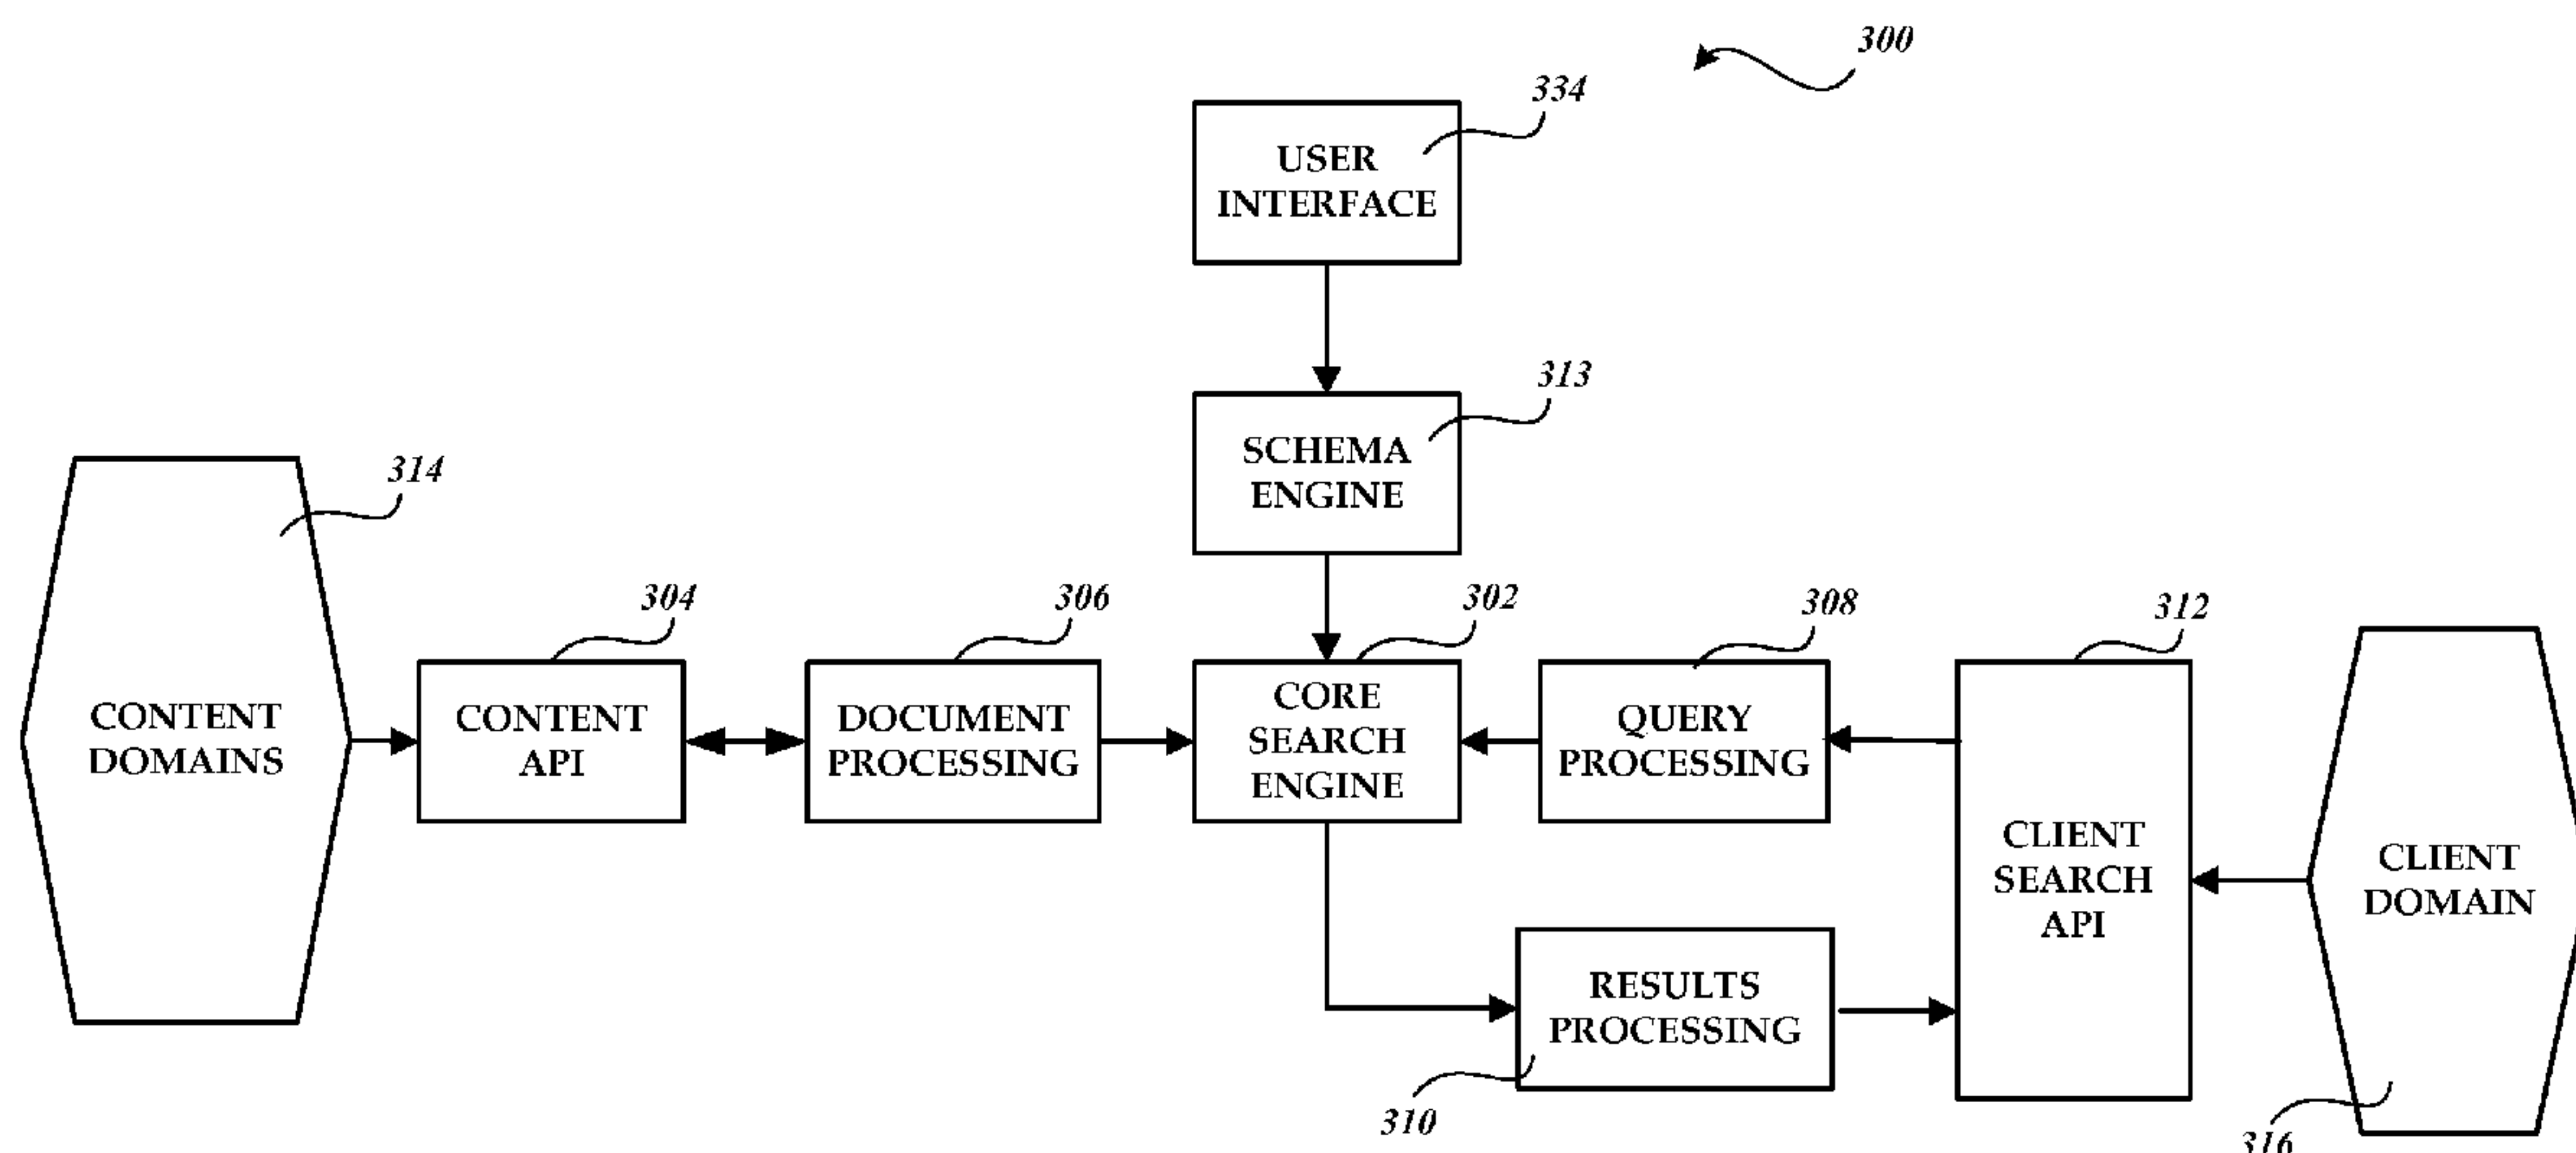 300
334
USER
INTERFACE
313
SCHEMA
ENGINE
314
CONTENT
DOMAINS
304
CONTENT
API
306
DOCUMENT
PROCESSING
302
CORE
SEARCH
ENGINE
308
QUERY
PROCESSING
312
CLIENT
SEARCH
API
CLIENT
DOMAIN
RESULTS
PROCESSING
310
316